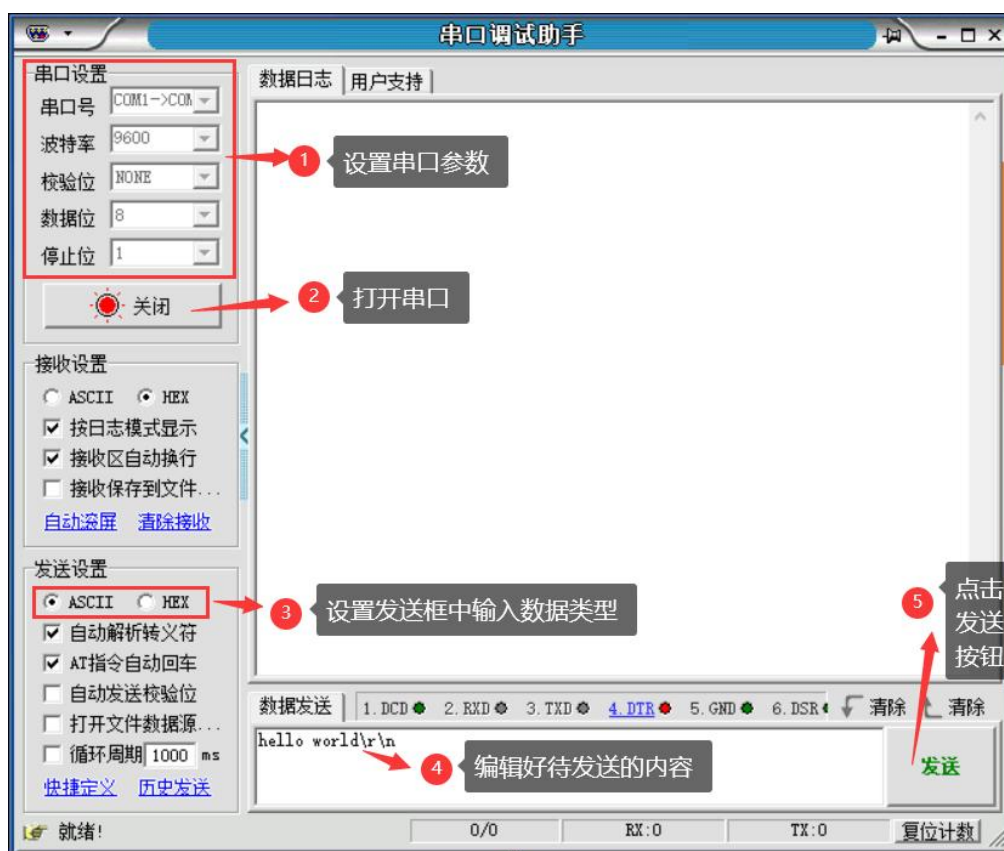 串口调试助手
串口设置
串口号 COM1->COM
波特率 9600
校验位 NONE
数据位 8
停止位 1
关闭
数据日志 用户支持
1 设置串口参数
2 打开串口
接收设置
ASCII HEX
按日志模式显示
接收区自动换行
接收保存到文件...
自动滚屏 清除接收
发送设置
ASCII HEX
自动解析转义符
AT指令自动回车
自动发送校验位
打开文件数据源...
循环周期 1000 ms
快捷定义 历史发送
3 设置发送框中输入数据类型
5 点击
发送
按钮
数据发送 1.DCD 2.RXD 3.TXD 4.DTR 5.GND 6.DSR 清除 清除
hello world\r\n
4 编辑好待发送的内容
发送
就绪! 0/0 RX:0 TX:0 复位计数